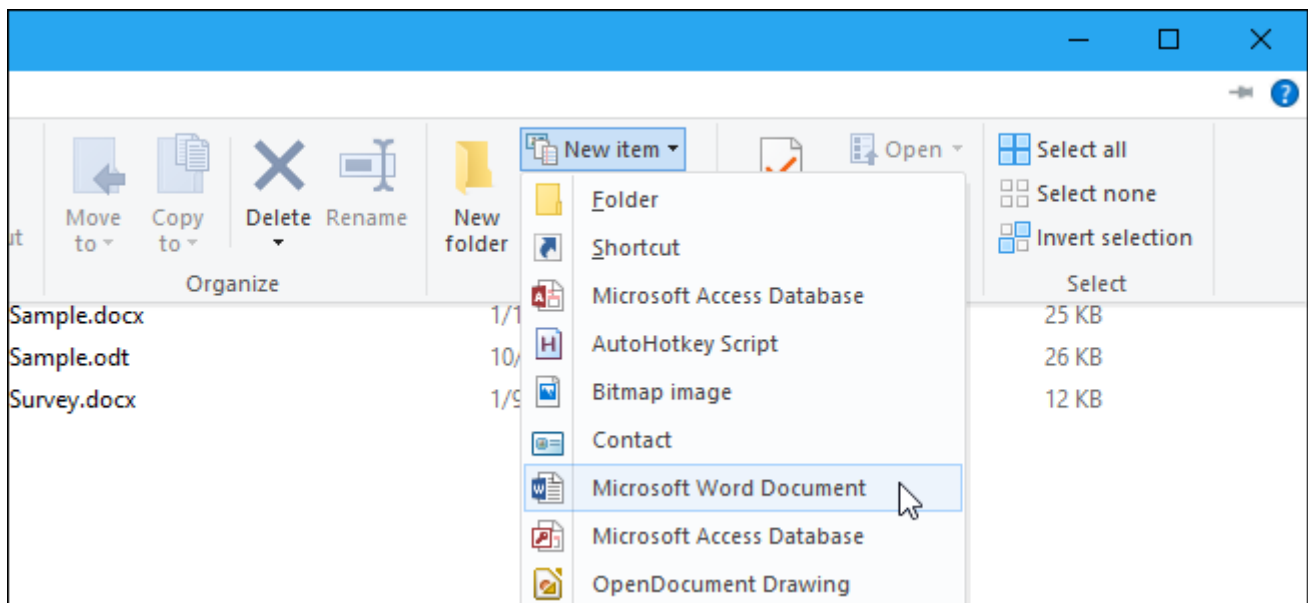 New item
Open
Select all
Select none
Invert selection
Move to
Copy to
Delete
Rename
New folder
Organize
Select
Folder
Shortcut
Microsoft Access Database
AutoHotkey Script
Bitmap image
Contact
Microsoft Word Document
Microsoft Access Database
OpenDocument Drawing
Sample.docx
25 KB
Sample.odt
26 KB
Survey.docx
12 KB